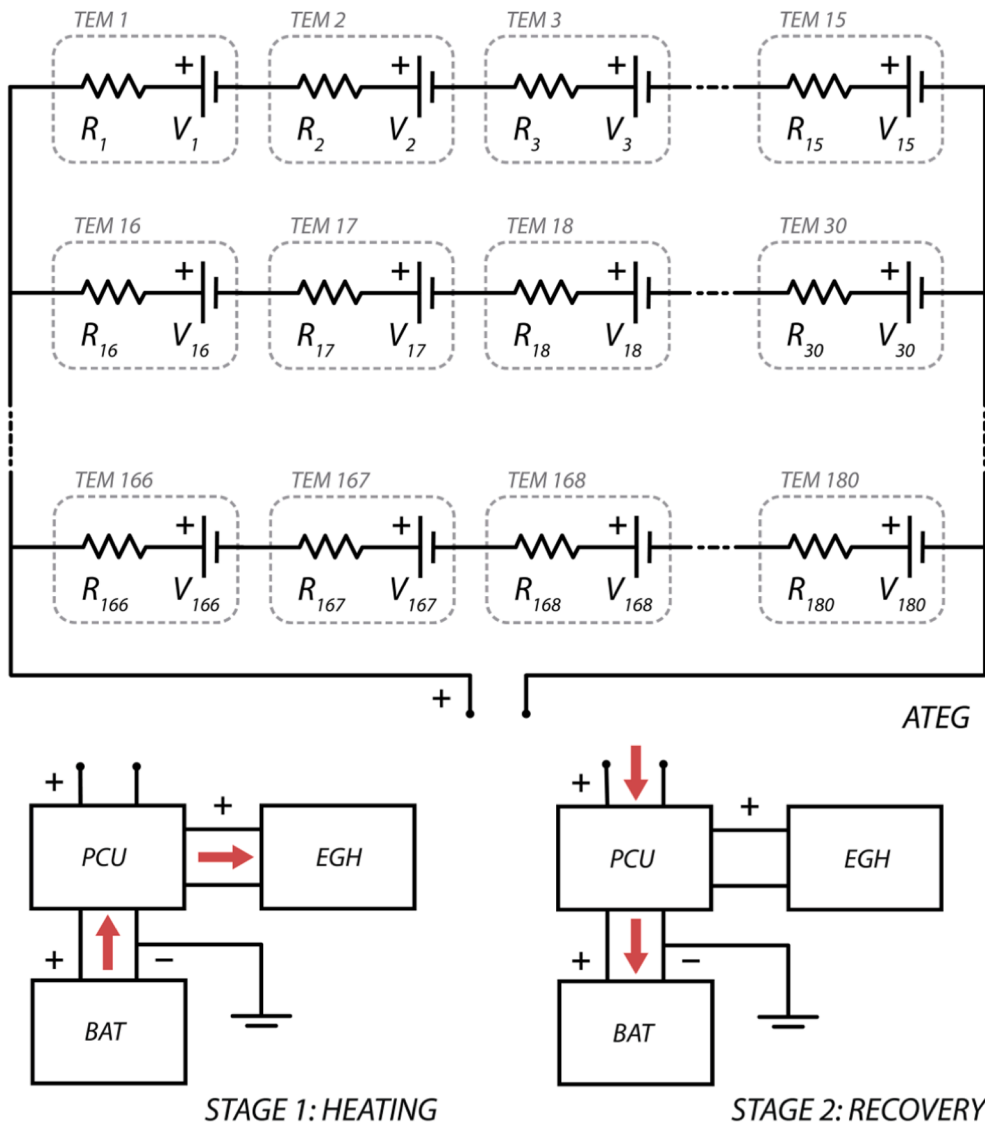 TEM 1 TEM 2 TEM 3 TEM 15
+ + + +
R1 V1 R2 V2 R3 V3 R15 V15
TEM 16 TEM 17 TEM 18 TEM 30
+ + + +
R16 V16 R17 V17 R18 V18 R30 V30
TEM 166 TEM 167 TEM 168 TEM 180
+ + + +
R166 V166 R167 V167 R168 V168 R180 V180
+
ATEG
+ + + +
PCU EGH PCU EGH
+ − + −
BAT BAT
STAGE 1: HEATING STAGE 2: RECOVERY